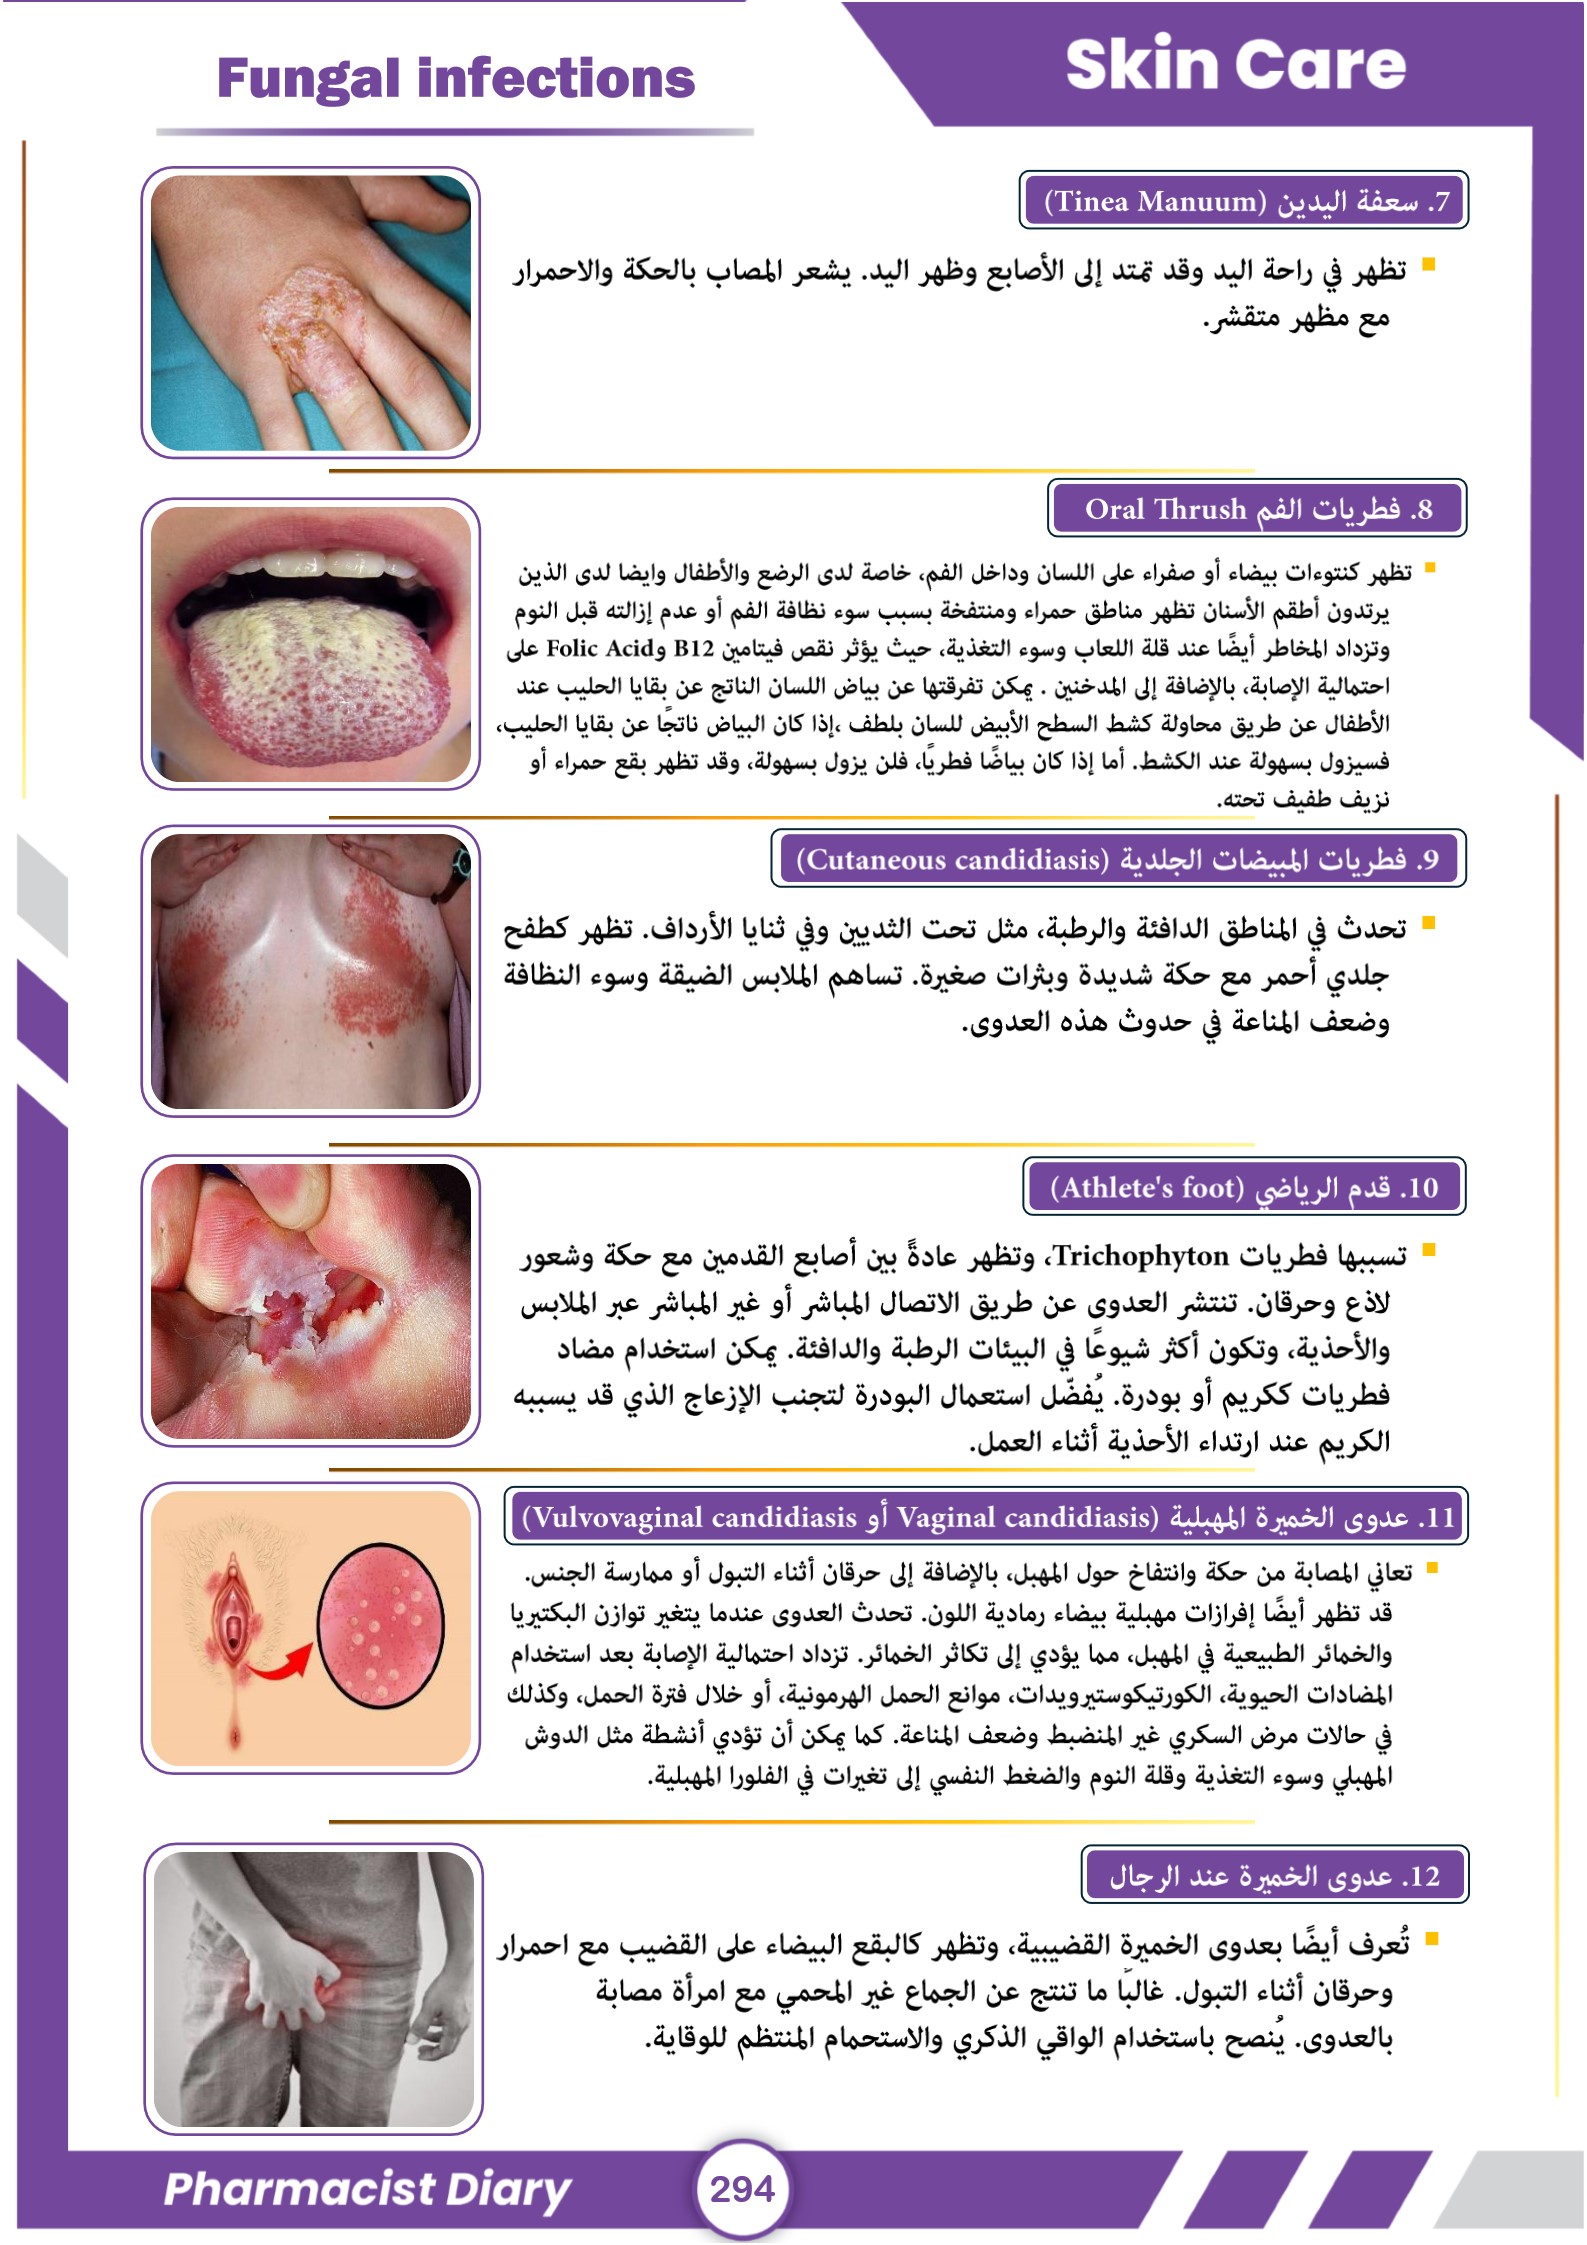 Fungal infections
Skin Care
7. سعفة اليدين (Tinea Manuum)
تظهر في راحة اليد وقد تمتد إلى الأصابع وظهر اليد. يشعر المصاب بالحكة والاحمرار
مع مظهر متقشر.
8. فطريات الفم Oral Thrush
تظهر كنتوءات بيضاء أو صفراء على اللسان وداخل الفم، خاصة لدى الرضع والأطفال وايضا لدى الذين
يرتدون أطقم الأسنان تظهر مناطق حمراء ومنتفخة بسبب سوء نظافة الفم أو عدم إزالته قبل النوم
وتزداد المخاطر أيضًا عند قلة اللعاب وسوء التغذية، حيث يؤثر نقص فيتامين B12 وFolic Acid على
احتمالية الإصابة، بالإضافة إلى المدخنين . يمكن تفرقتها عن بياض اللسان الناتج عن بقايا الحليب عند
الأطفال عن طريق محاولة كشط السطح الأبيض للسان بلطف ،إذا كان البياض ناتجًا عن بقايا الحليب،
فسيزول بسهولة عند الكشط. أما إذا كان بياضًا فطريًا، فلن يزول بسهولة، وقد تظهر بقع حمراء أو
نزيف طفيف تحته.
9. فطريات المبيضات الجلدية (Cutaneous candidiasis)
تحدث في المناطق الدافئة والرطبة، مثل تحت الثديين وفي ثنايا الأرداف. تظهر كطفح
جلدي أحمر مع حكة شديدة وبثرات صغيرة. تساهم الملابس الضيقة وسوء النظافة
وضعف المناعة في حدوث هذه العدوى.
10. قدم الرياضي (Athlete's foot)
تسببها فطريات Trichophyton، وتظهر عادةً بين أصابع القدمين مع حكة وشعور
لاذع وحرقان. تنتشر العدوى عن طريق الاتصال المباشر أو غير المباشر عبر الملابس
والأحذية، وتكون أكثر شيوعًا في البيئات الرطبة والدافئة. يمكن استخدام مضاد
فطريات ككريم أو بودرة. يُفضّل استعمال البودرة لتجنب الإزعاج الذي قد يسببه
الكريم عند ارتداء الأحذية أثناء العمل.
11. عدوى الخميرة المهبلية (Vaginal candidiasis أو Vulvovaginal candidiasis)
تعاني المصابة من حكة وانتفاخ حول المهبل، بالإضافة إلى حرقان أثناء التبول أو ممارسة الجنس.
قد تظهر أيضًا إفرازات مهبلية بيضاء رمادية اللون. تحدث العدوى عندما يتغير توازن البكتيريا
والخمائر الطبيعية في المهبل، مما يؤدي إلى تكاثر الخمائر. تزداد احتمالية الإصابة بعد استخدام
المضادات الحيوية، الكورتيكوستيرويدات، موانع الحمل الهرمونية، أو خلال فترة الحمل، وكذلك
في حالات مرض السكري غير المنضبط وضعف المناعة. كما يمكن أن تؤدي أنشطة مثل الدوش
المهبلي وسوء التغذية وقلة النوم والضغط النفسي إلى تغيرات في الفلورا المهبلية.
12. عدوى الخميرة عند الرجال
تُعرف أيضًا بعدوى الخميرة القضيبية، وتظهر كالبقع البيضاء على القضيب مع احمرار
وحرقان أثناء التبول. غالبًا ما تنتج عن الجماع غير المحمي مع امرأة مصابة
بالعدوى. يُنصح باستخدام الواقي الذكري والاستحمام المنتظم للوقاية.
Pharmacist Diary
294